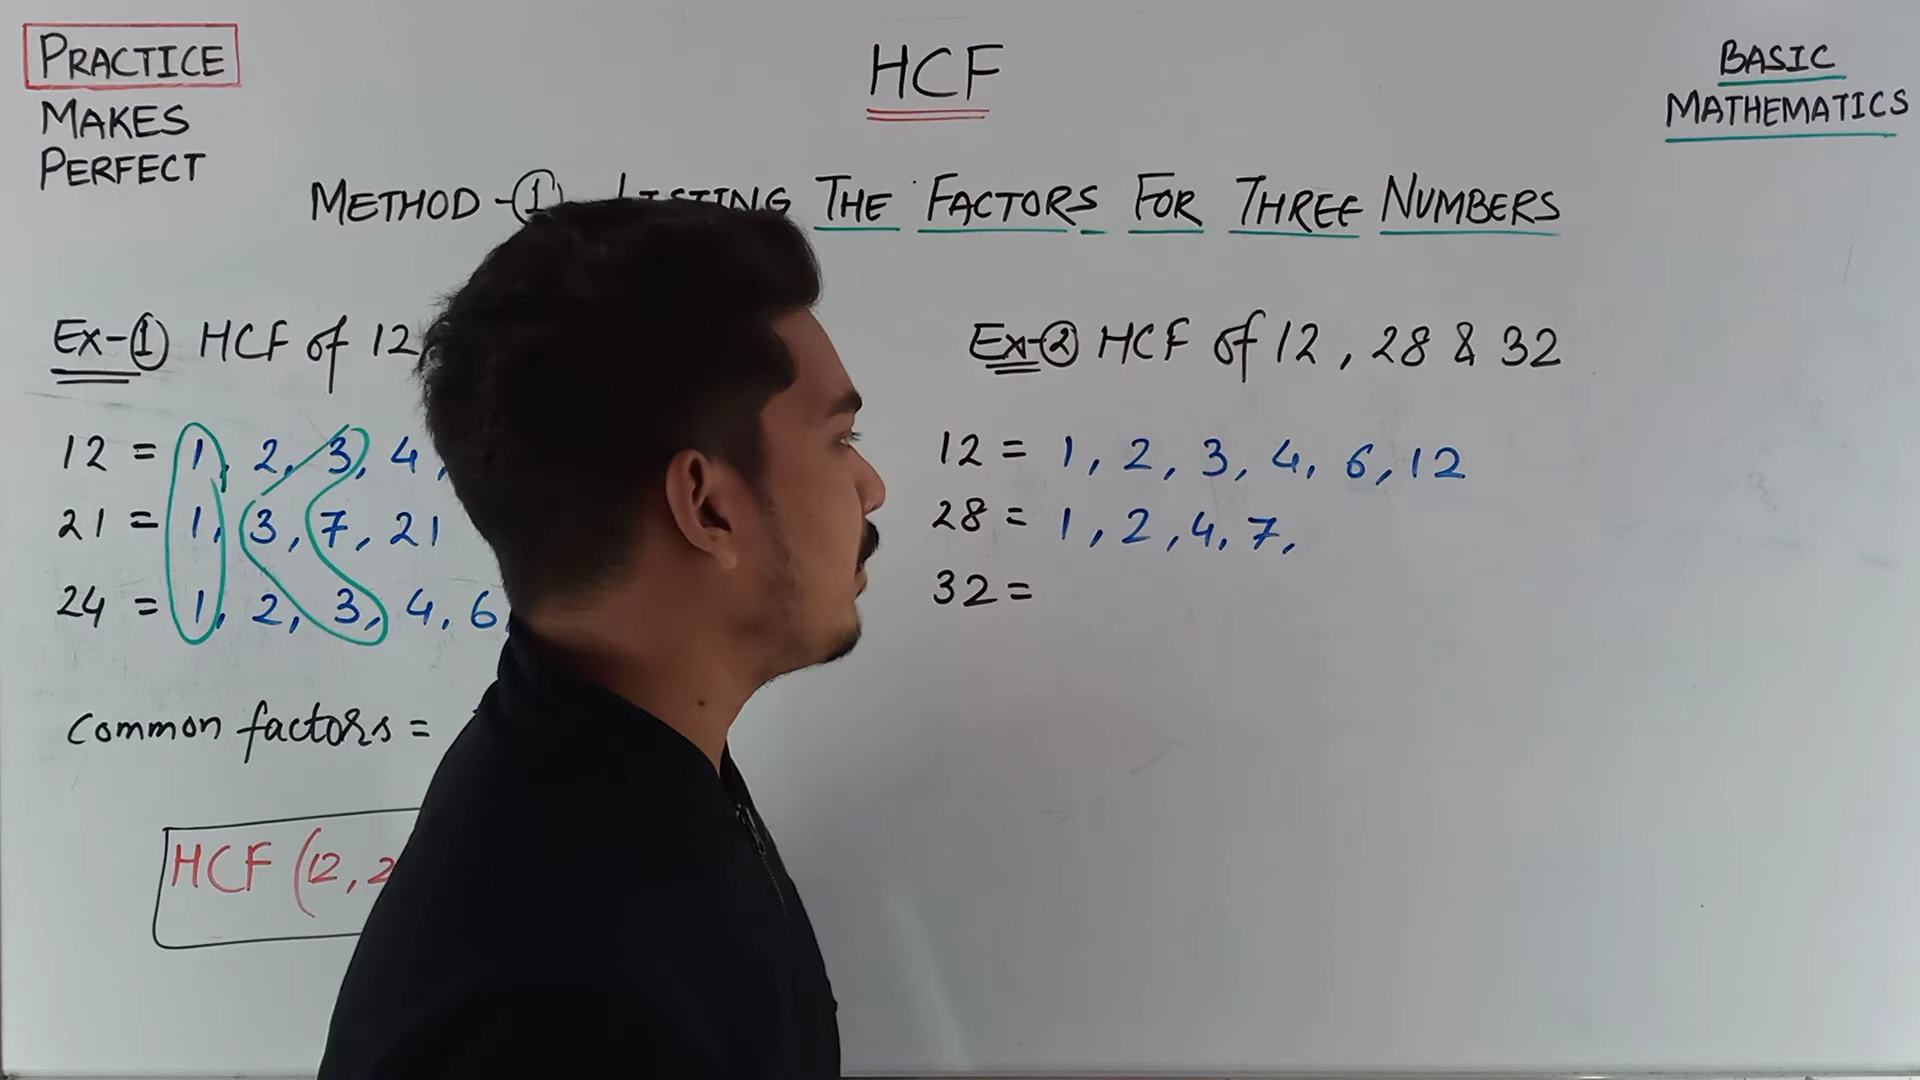 PRACTICE
MAKES
PERFECT
HCF
BASIC
MATHEMATICS
METHOD - 1 LISTING THE FACTORS FOR THREE NUMBERS
Ex-1 HCF of 12,
12 = 1, 2, 3, 4,
21 = 1, 3, 7, 21
24 = 1, 2, 3, 4, 6,
Common factors =
HCF (12, 2
Ex-2 HCF of 12, 28 & 32
12 = 1, 2, 3, 4, 6, 12
28 = 1, 2, 4, 7,
32 =